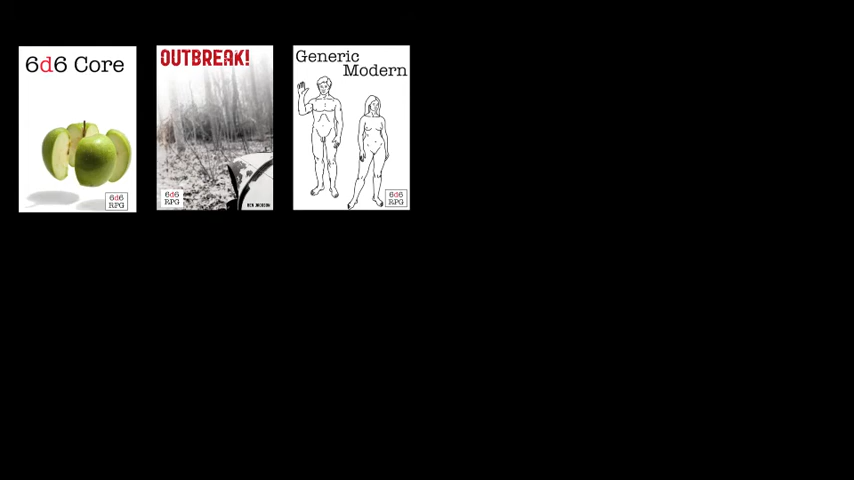 6d6 Core
6d6
RPG
OUTBREAK!
6d6
RPG
Generic
Modern
6d6
RPG